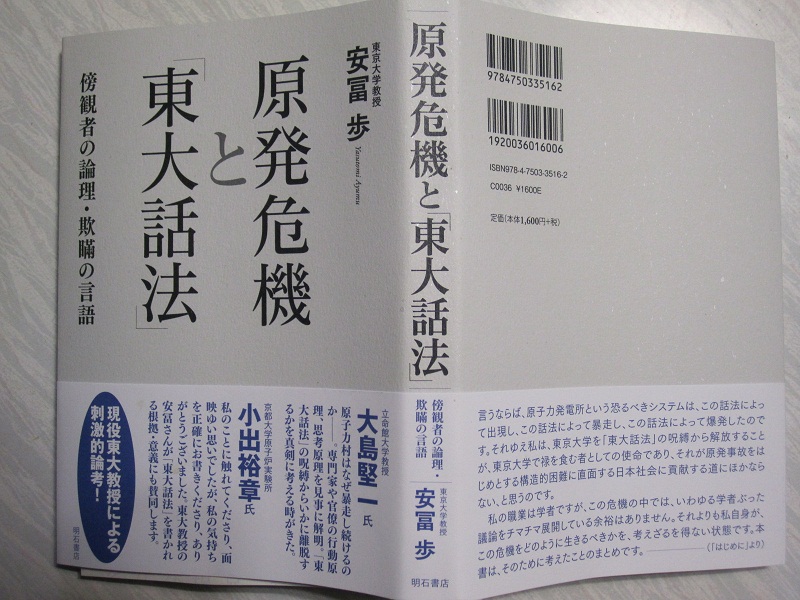 東京大学教授
安冨 歩
Yasutomi Ayumu
原発危機
と
「東大話法」
傍観者の論理・欺瞞の言語
立命館大学教授
大島堅一氏
原子力村はなぜ暴走し続けるの
か――。専門家や官僚の行動原
理、思考原理を見事に解明。「東
大話法」の呪縛からいかに離脱す
るかを真剣に考える時がきた。
京都大学原子炉実験所
小出裕章氏
私のことに触れてくださり、面
映ゆい思いでしたが、私の気持ち
を正確にお書きくださり、あり
がとうございました。東大教授の
安冨さんが「東大話法」を書かれ
る根拠・意義にも賛同します。
現役東大教授による
刺激的論考!
明石書店
原発危機と「東大話法」
傍観者の論理・
欺瞞の言語
東京大学教授
安冨 歩
明石書店
9784750335162
1920036016006
ISBN978-4-7503-3516-2
C0036 ¥1600E
定価(本体1,600円+税)
言うならば、原子力発電所という恐るべきシステムは、この話法によっ
て出現し、この話法によって暴走し、この話法によって爆発したので
す。それゆえ私は、東京大学を「東大話法」の呪縛から解放すること
が、東京大学で禄を食む者としての使命であり、それが原発事故をは
じめとする構造的困難に直面する日本社会に貢献する道にほかなら
ない、と思うのです。
私の職業は学者ですが、この危機の中では、いわゆる学者ぶった
議論をチマチマ展開している余裕はありません。それよりも私自身が、
この危機をどのように生きるべきかを、考えざるを得ない状態です。本
書は、そのために考えたことのまとめです。――(「はじめに」より)